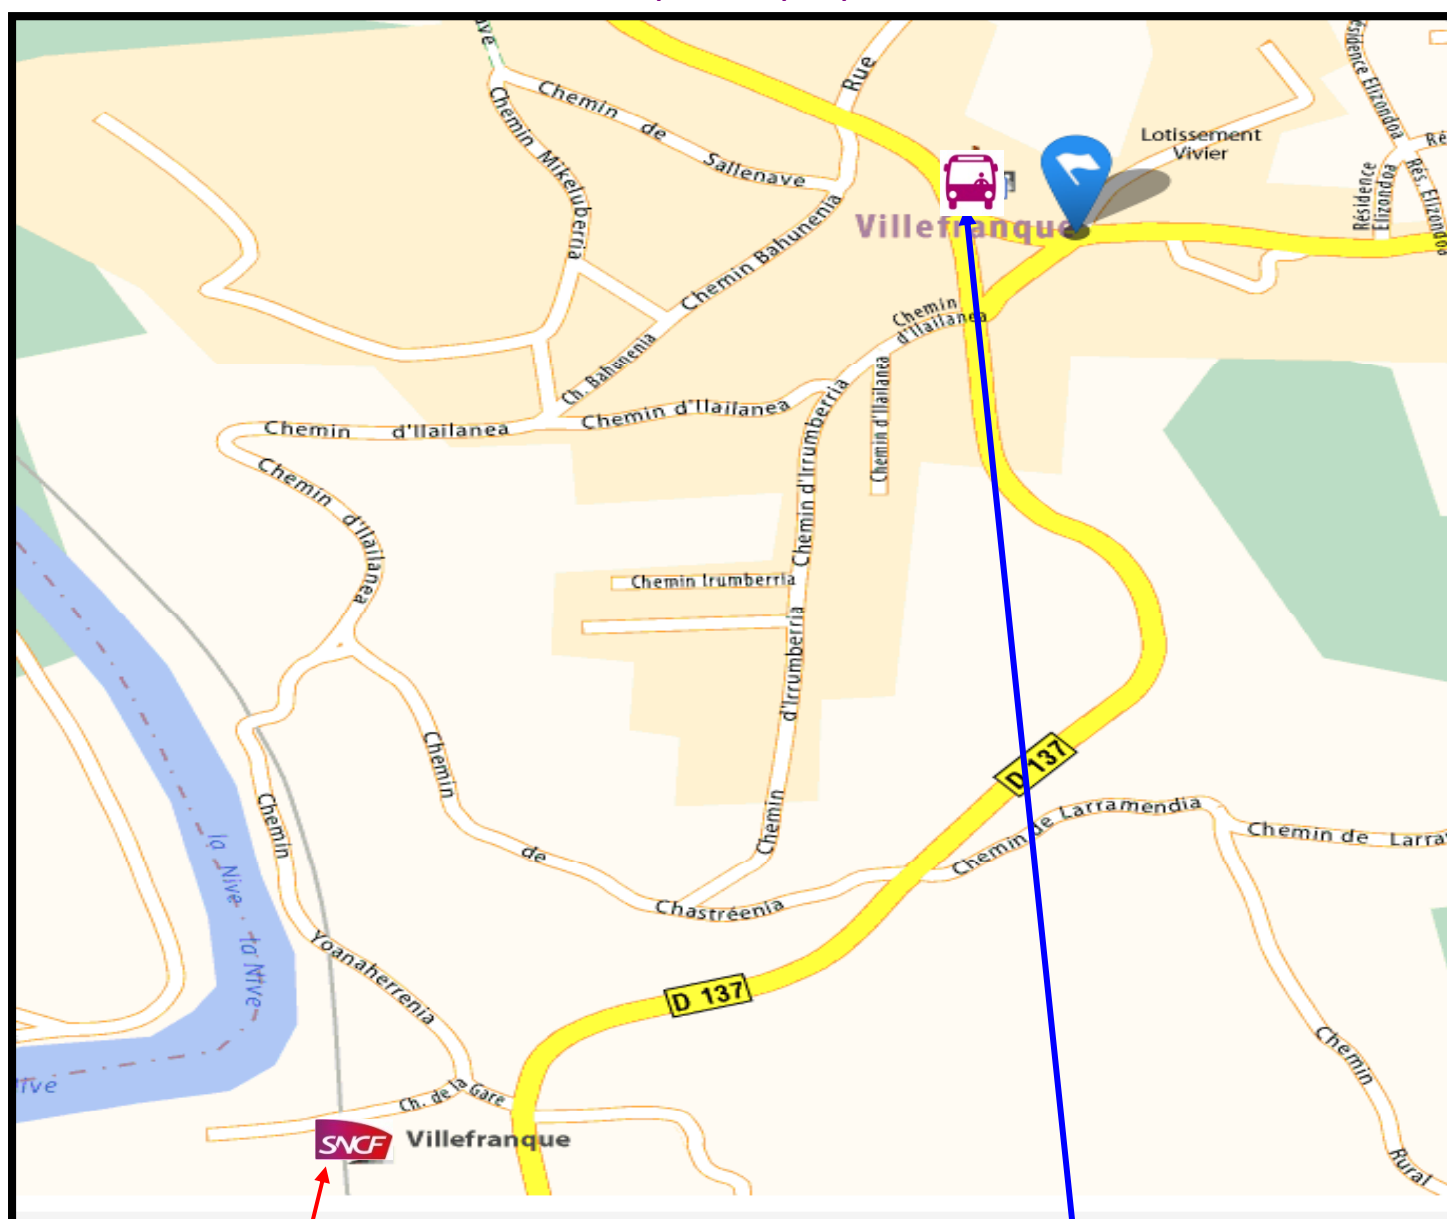 ave
Chemin de Sallenave
Rue
Chemin Mikeluberria
Chemin Bahunenia
Ch. Bahunenia
Villefranque
Lotissement
Vivier
Résidence Elizondoa
Résidence
Elizondoa
Rés. Elizondoa
Ré
Chemin
d'Ilailanea
Chemin d'Ilailanea
Chemin d'Ilailanea
Chemin d'Ilailanea
Chemin d'Ilailanea
Chemin d'Irrumberria
Chemin Irumberria
Chemin d'Irrumberria
D 137
Chemin de Larramendia
Chemin de Larra
Chemin de Chastréenia
Chemin Yoanaherrenia
la Nive
la Nive
Nive
D 137
Chemin Rural
Ch. de la Gare
SNCF
Villefranque